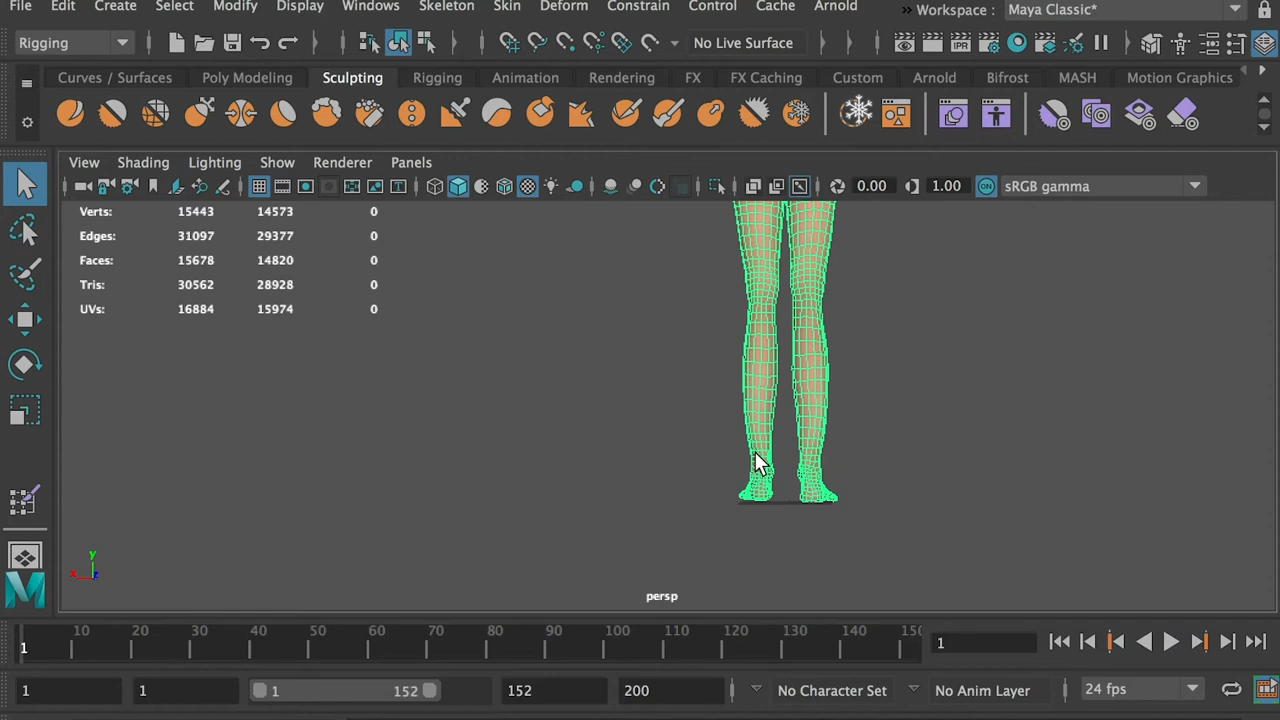 File Edit Create Select Modify Display Windows Mesh Skeleton Skin Deform Constrain Control Cache Arnold » Workspace : Maya Classic*
Rigging No Live Surface IPR
Curves / Surfaces Poly Modeling Sculpting Rigging Animation Rendering FX FX Caching Custom Arnold Bifrost MASH Motion Graphics
View Shading Lighting Show Renderer Panels
0.00 1.00 ON sRGB gamma
Verts: 15443 14573 0
Edges: 31097 29377 0
Faces: 15678 14820 0
Tris: 30562 28928 0
UVs: 16884 15974 0
y
x z
persp
10 20 30 40 50 60 70 80 90 100 110 120 130 140 150
1 1
1 1 1 152 152 200 No Character Set No Anim Layer 24 fps